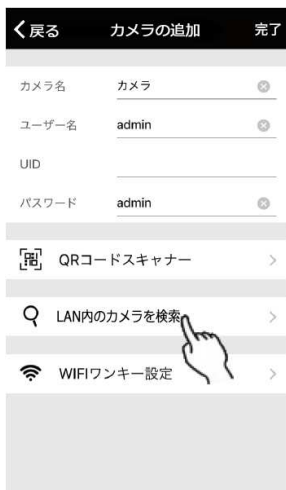 戻る カメラの追加 完了
カメラ名 カメラ
ユーザー名 admin
UID
パスワード admin
QRコードスキャナー
LAN内のカメラを検索
WIFIワンキー設定